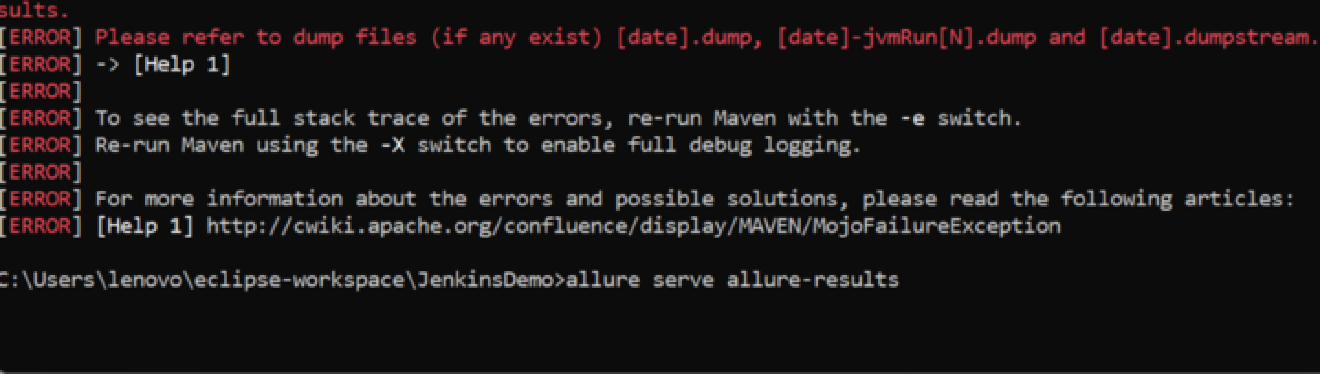 sults.
[ERROR] Please refer to dump files (if any exist) [date].dump, [date]-jvmRun[N].dump and [date].dumpstream.
[ERROR] -> [Help 1]
[ERROR]
[ERROR] To see the full stack trace of the errors, re-run Maven with the -e switch.
[ERROR] Re-run Maven using the -X switch to enable full debug logging.
[ERROR]
[ERROR] For more information about the errors and possible solutions, please read the following articles:
[ERROR] [Help 1] http://cwiki.apache.org/confluence/display/MAVEN/MojoFailureException
C:\Users\lenovo\eclipse-workspace\JenkinsDemo>allure serve allure-results